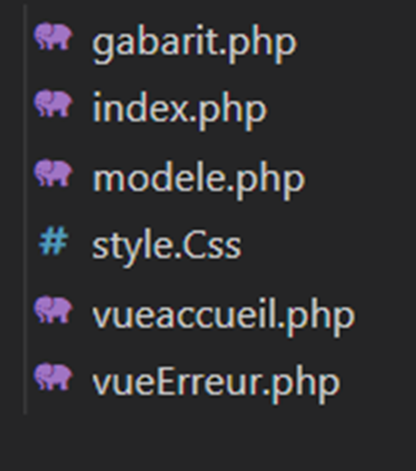 gabarit.php
index.php
modele.php
# style.Css
vueaccueil.php
vueErreur.php